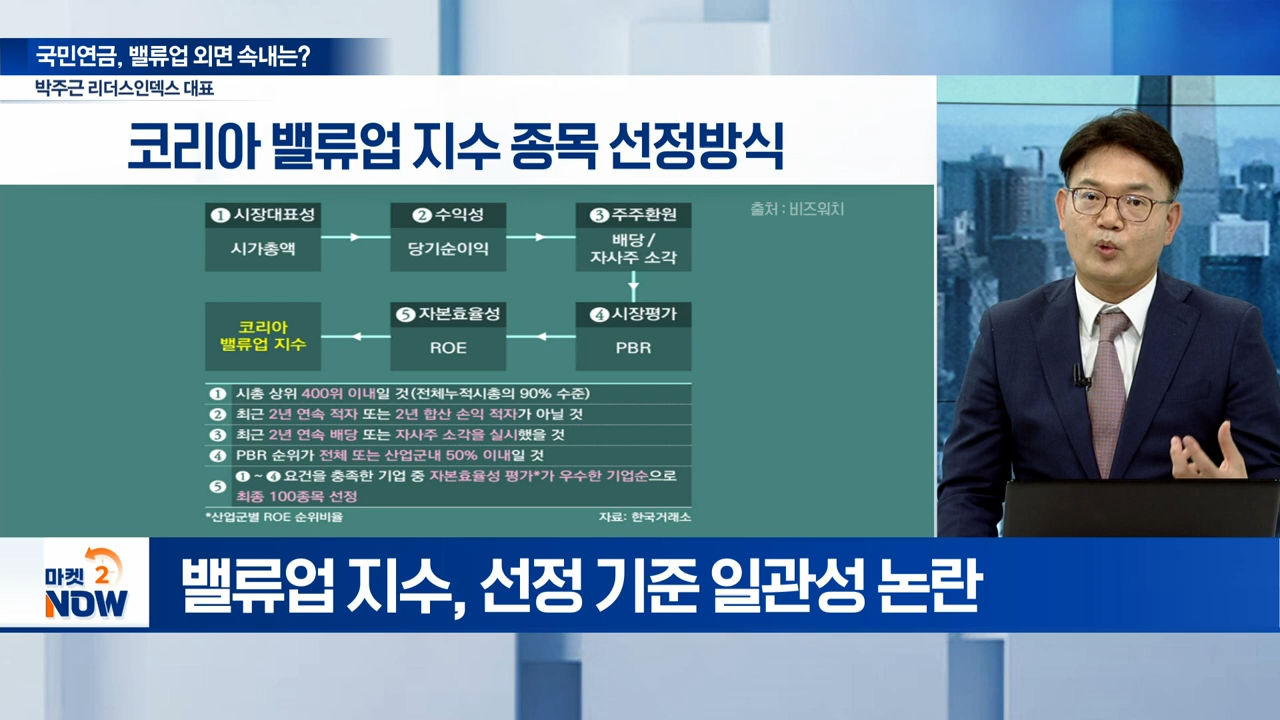 국민연금, 밸류업 외면 속내는?
박주근 리더스인덱스 대표
코리아 밸류업 지수 종목 선정방식
출처 : 비즈워치
❶ 시장대표성
시가총액
❷ 수익성
당기순이익
❸ 주주환원
배당 /
자사주 소각
❹ 시장평가
PBR
❺ 자본효율성
ROE
코리아
밸류업 지수
❶ 시총 상위 400위 이내일 것(전체누적시총의 90% 수준)
❷ 최근 2년 연속 적자 또는 2년 합산 손익 적자가 아닐 것
❸ 최근 2년 연속 배당 또는 자사주 소각을 실시했을 것
❹ PBR 순위가 전체 또는 산업군내 50% 이내일 것
❺ ❶ ~ ❹ 요건을 충족한 기업 중 자본효율성 평가*가 우수한 기업순으로
최종 100종목 선정
*산업군별 ROE 순위비율
자료: 한국거래소
마켓 2
NOW
밸류업 지수, 선정 기준 일관성 논란